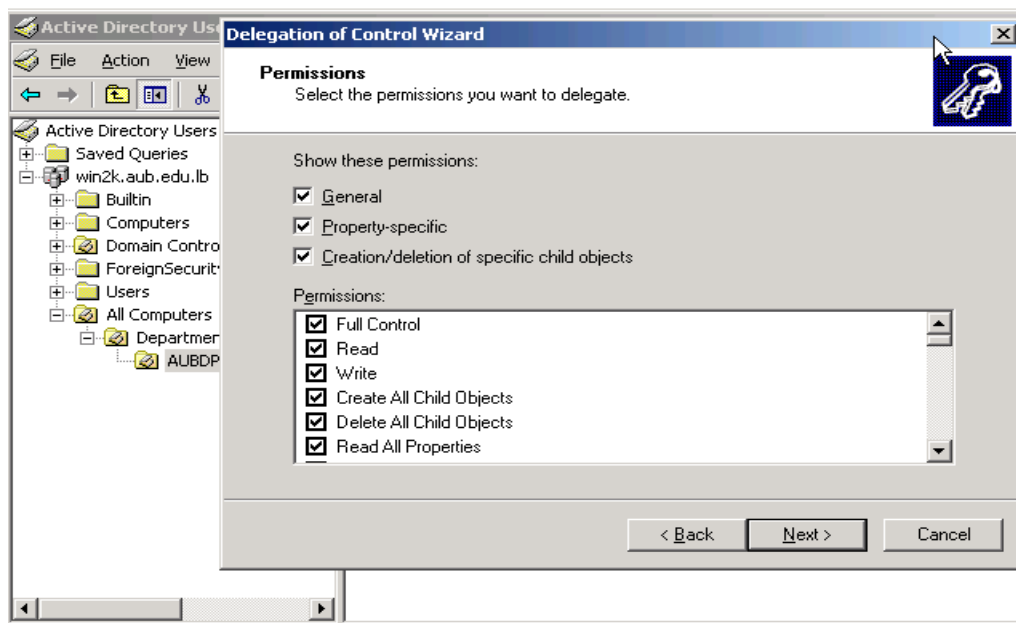 Active Directory Use
File Action View
Active Directory Users
Saved Queries
win2k.aub.edu.lb
Builtin
Computers
Domain Contro
ForeignSecurit
Users
All Computers
Departmen
AUBDP
Delegation of Control Wizard
Permissions
Select the permissions you want to delegate.
Show these permissions:
General
Property-specific
Creation/deletion of specific child objects
Permissions:
Full Control
Read
Write
Create All Child Objects
Delete All Child Objects
Read All Properties
< Back Next > Cancel